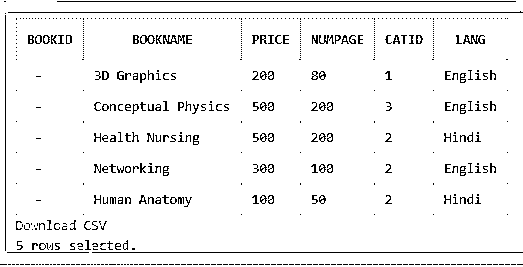 BOOKID BOOKNAME PRICE NUMPAGE CATID LANG
- 3D Graphics 200 80 1 English
- Conceptual Physics 500 200 3 English
- Health Nursing 500 200 2 Hindi
- Networking 300 100 2 English
- Human Anatomy 100 50 2 Hindi
Download CSV
5 rows selected.